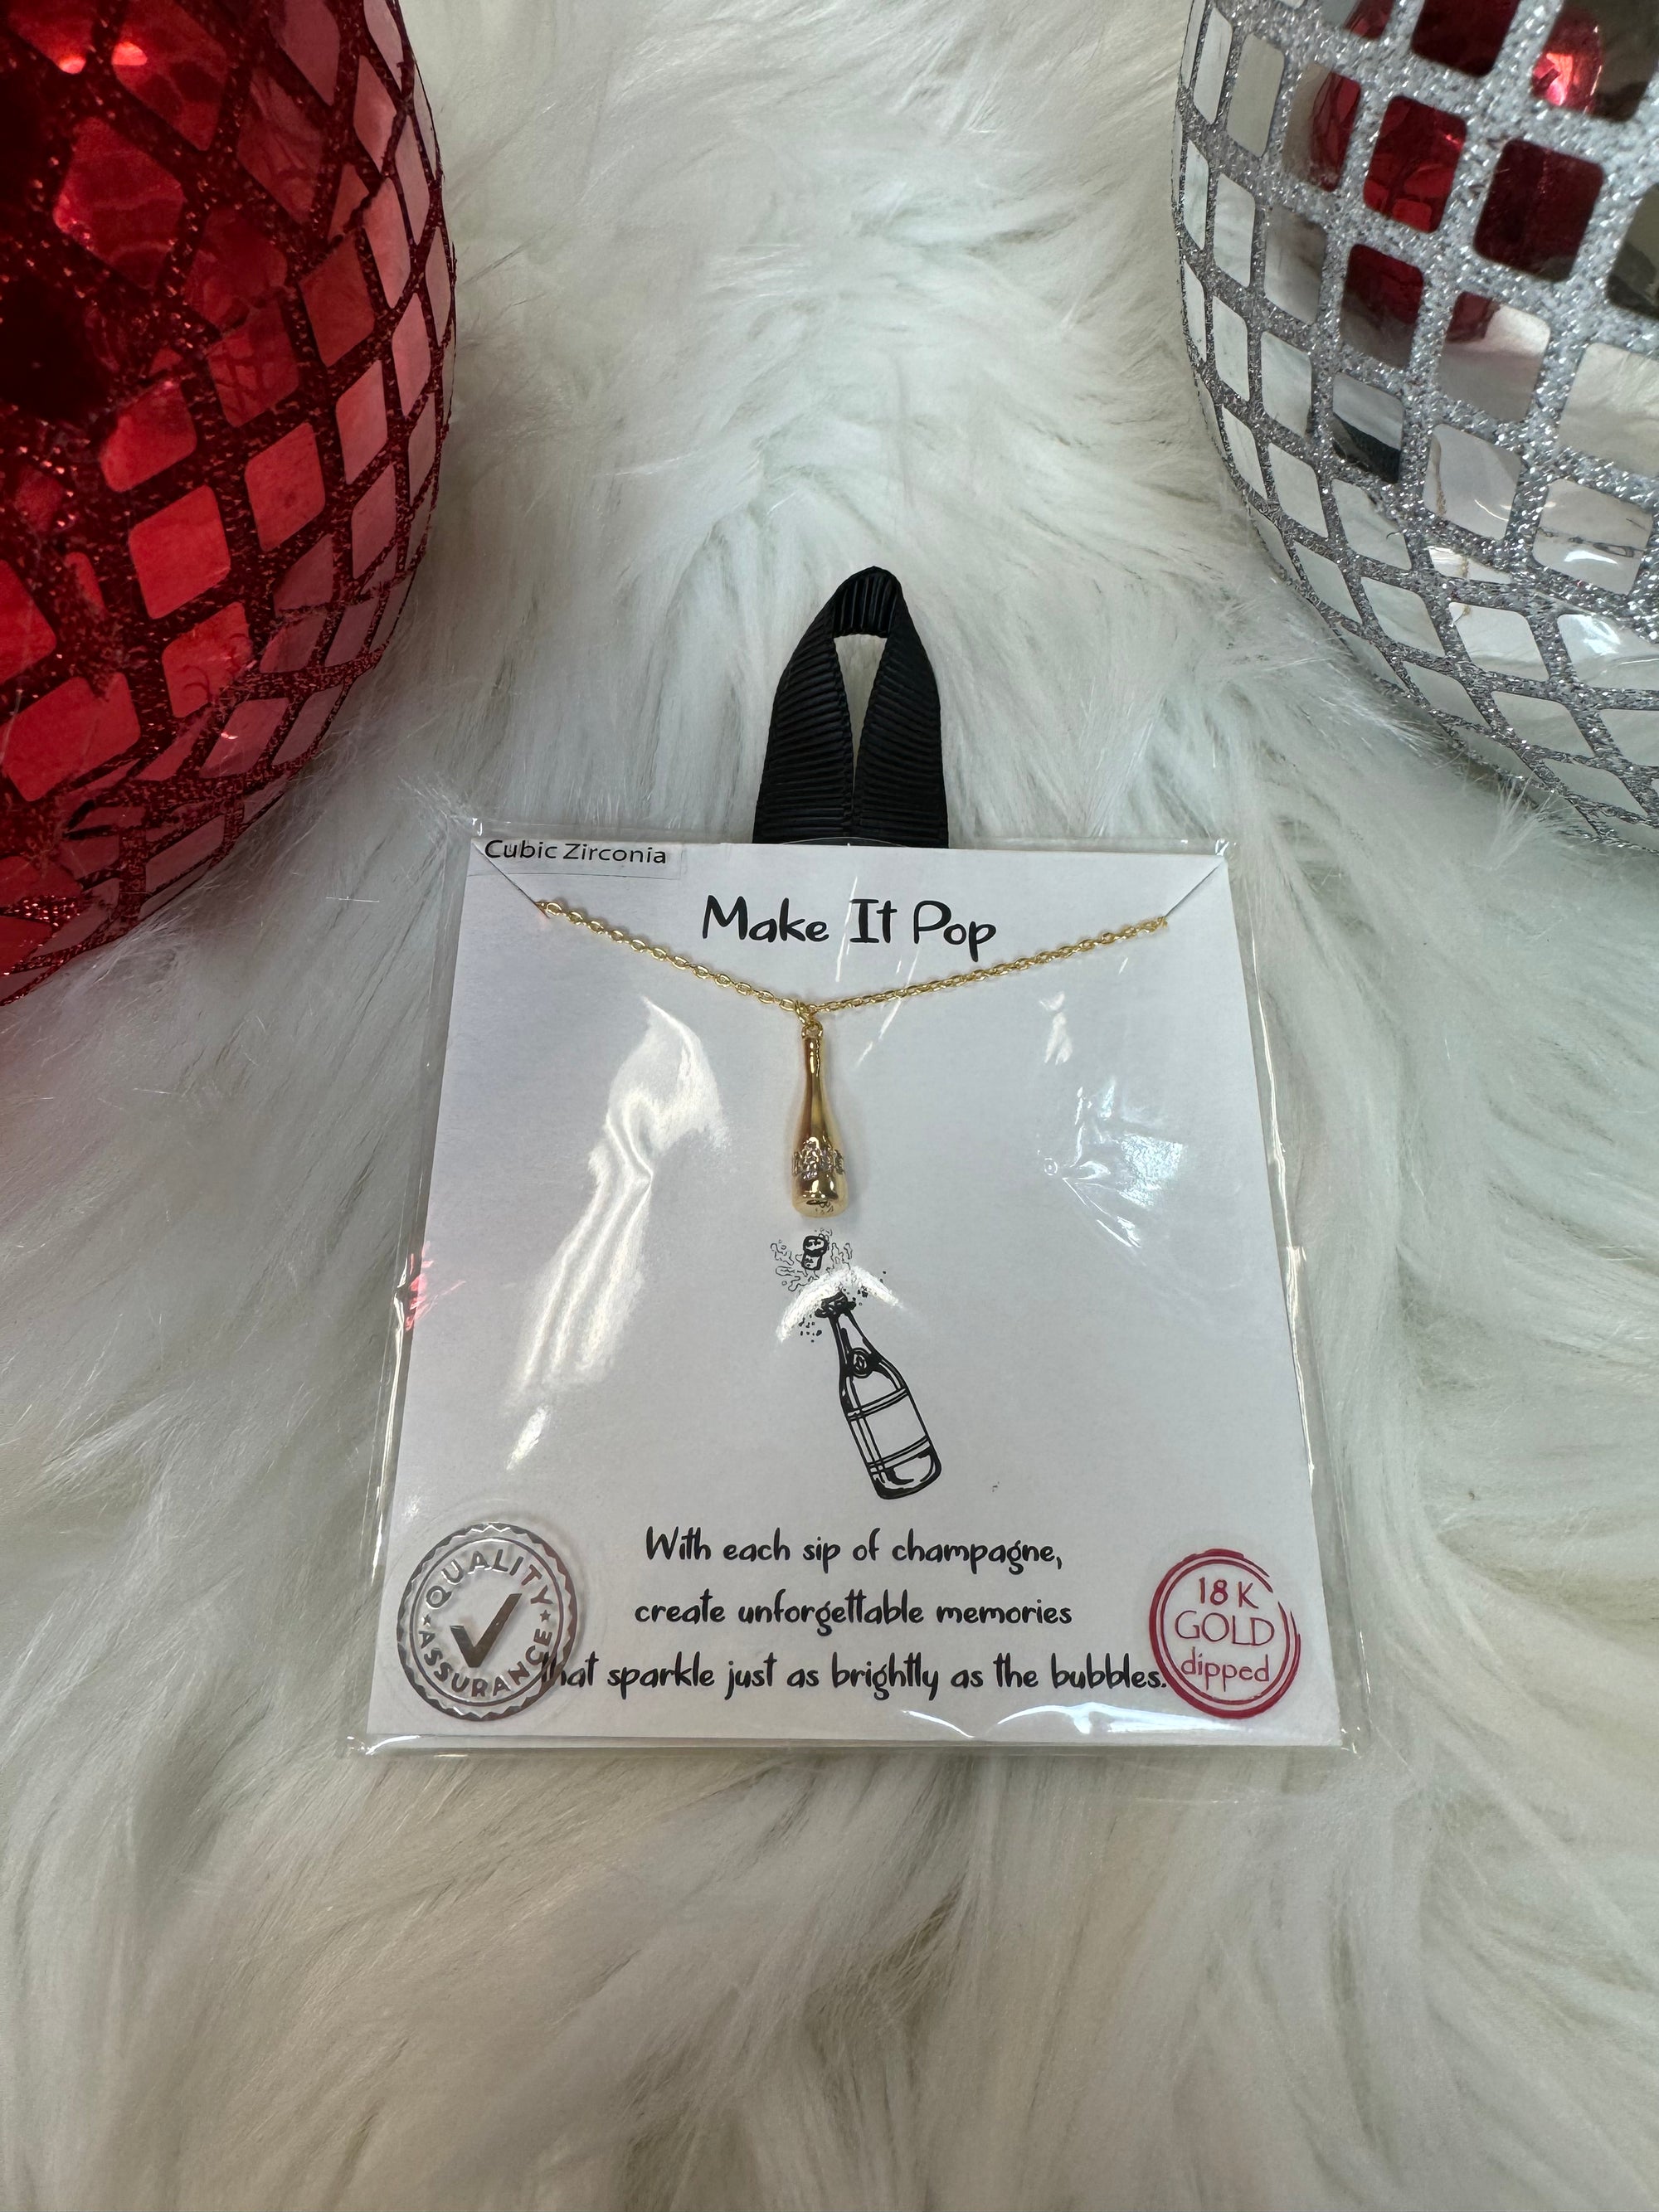 Cubic Zirconia
Make It Pop
With each sip of champagne,
create unforgettable memories
that sparkle just as brightly as the bubbles.
QUALITY
ASSURANCE
18 K
GOLD
dipped